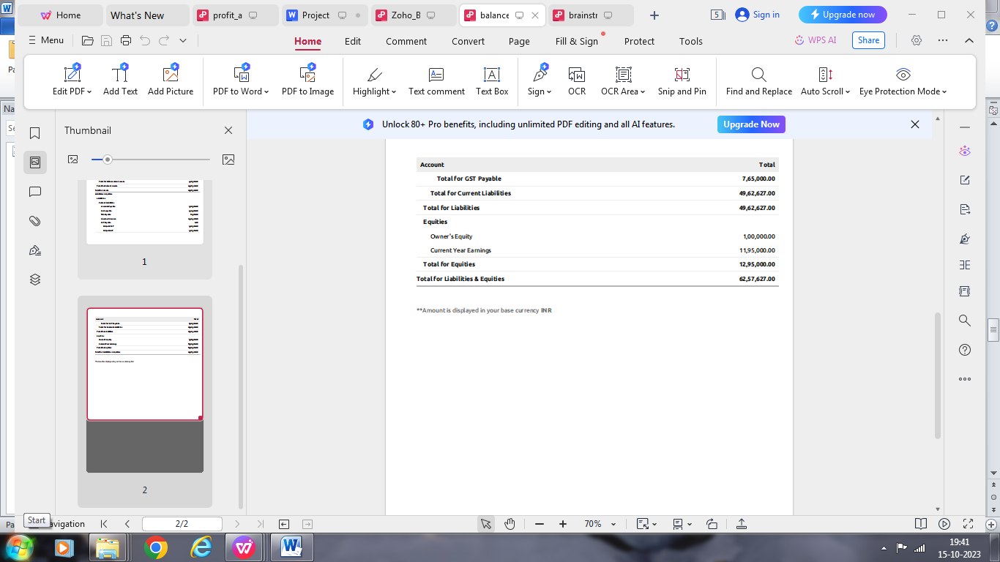 Home
What's New
profit_a
Project
Zoho_B
balance
brainst
5
Sign in
Upgrade now
Menu
Home
Edit
Comment
Convert
Page
Fill & Sign
Protect
Tools
WPS AI
Share
Edit PDF
Add Text
Add Picture
PDF to Word
PDF to Image
Highlight
Text comment
Text Box
Sign
OCR
OCR Area
Snip and Pin
Find and Replace
Auto Scroll
Eye Protection Mode
Unlock 80+ Pro benefits, including unlimited PDF editing and all AI features.
Upgrade Now
Thumbnail
1
2
Account Total
Total for GST Payable 7,65,000.00
Total for Current Liabilities 49,62,627.00
Total for Liabilities 49,62,627.00
Equities
Owner's Equity 1,00,000.00
Current Year Earnings 11,95,000.00
Total for Equities 12,95,000.00
Total for Liabilities & Equities 62,57,627.00
**Amount is displayed in your base currency INR
Start
avigation
2/2
70%
19:41
15-10-2023